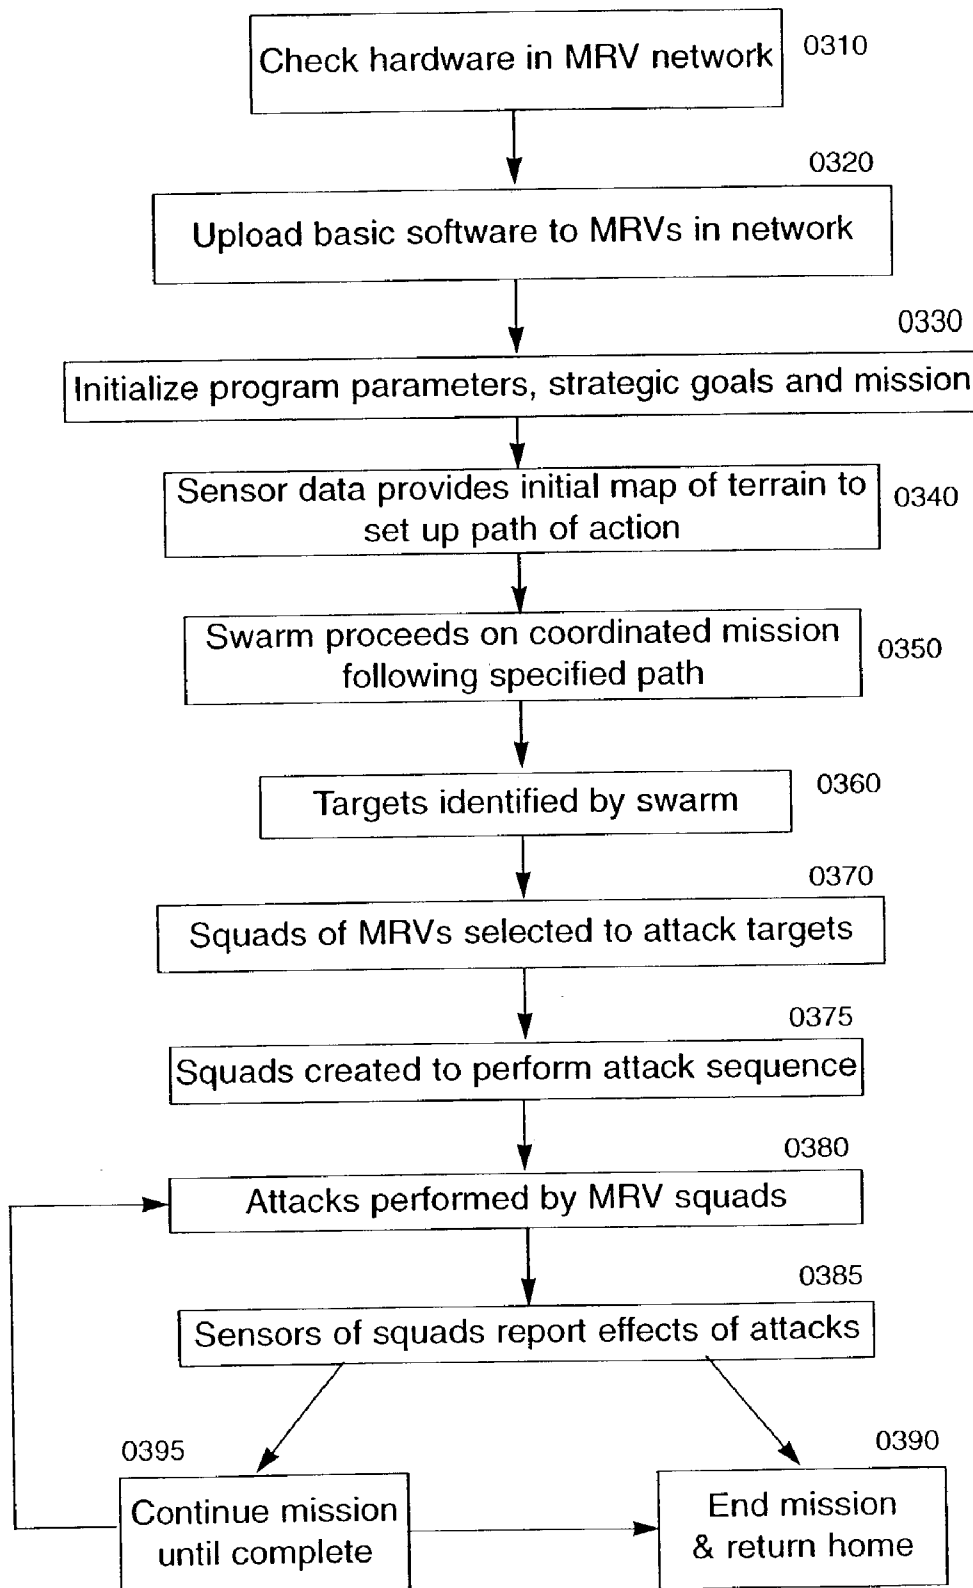 Check hardware in MRV network
0310
0320
Upload basic software to MRVs in network
0330
Initialize program parameters, strategic goals and mission
Sensor data provides initial map of terrain to
set up path of action
0340
Swarm proceeds on coordinated mission
following specified path
0350
Targets identified by swarm
0360
0370
Squads of MRVs selected to attack targets
0375
Squads created to perform attack sequence
0380
Attacks performed by MRV squads
0385
Sensors of squads report effects of attacks
0395
Continue mission
until complete
0390
End mission
& return home